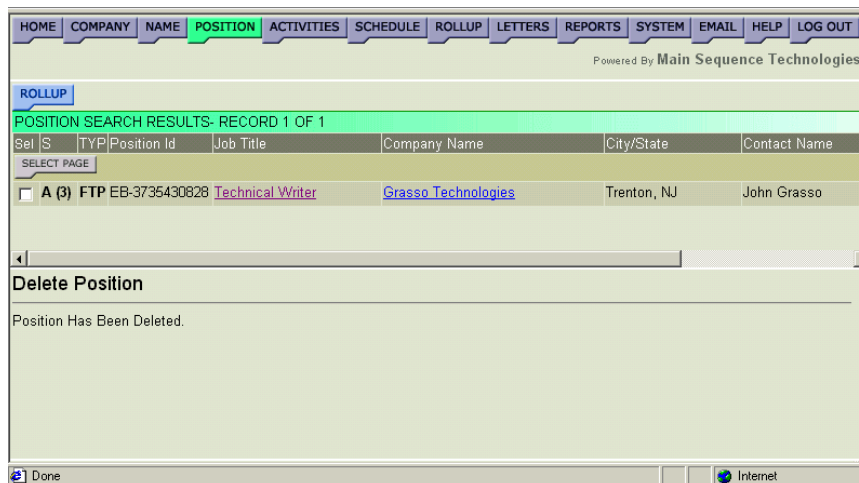 HOME COMPANY NAME POSITION ACTIVITIES SCHEDULE ROLLUP LETTERS REPORTS SYSTEM EMAIL HELP LOG OUT
Powered By Main Sequence Technologies
ROLLUP
POSITION SEARCH RESULTS- RECORD 1 OF 1
Sel S TYP Position Id Job Title Company Name City/State Contact Name
SELECT PAGE
A (3) FTP EB-3735430828 Technical Writer Grasso Technologies Trenton, NJ John Grasso
Delete Position
Position Has Been Deleted.
Done Internet